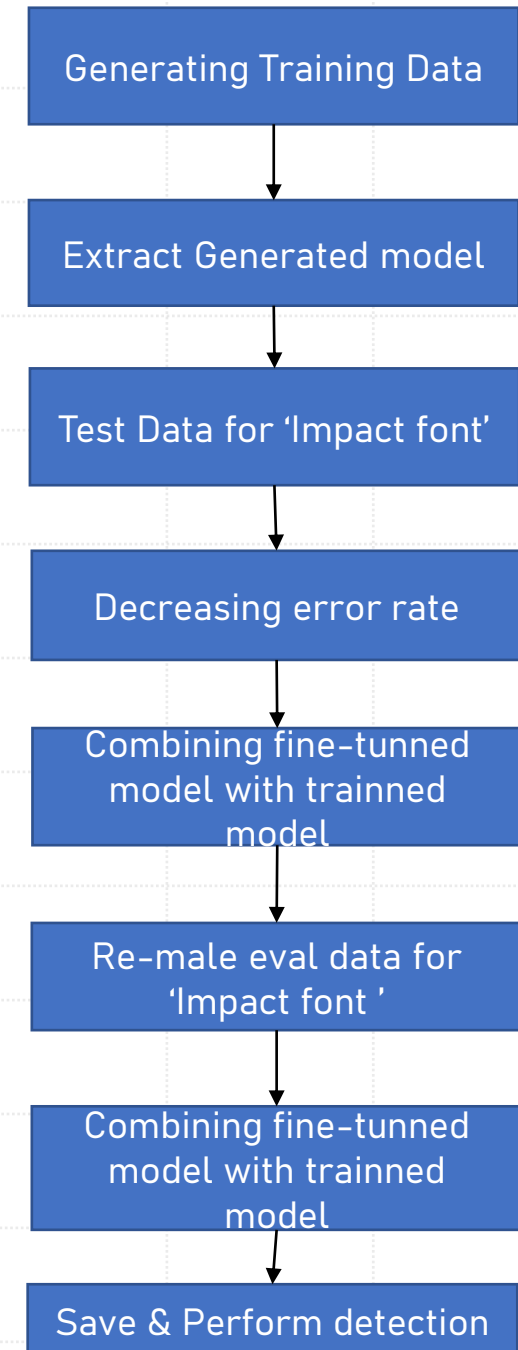 Generating Training Data
Extract Generated model
Test Data for ‘Impact font’
Decreasing error rate
Combining fine-tunned
model with trainned
model
Re-male eval data for
‘Impact font ’
Combining fine-tunned
model with trainned
model
Save & Perform detection